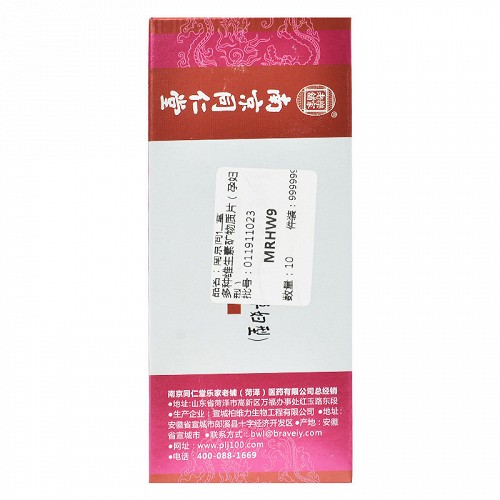 南京同仁堂
®
品名:南京同仁堂
多种维生素矿物质片(孕妇
型)
批号:011911023
MRHW9
数量:10
件装:999999
南京同仁堂乐家老铺(菏泽)医药有限公司总经销
●地址:山东省菏泽市高新区万福办事处红玉路东段
●生产企业:宣城柏维力生物工程有限公司 ●地址:
安徽省宣城市郎溪县十字经济开发区 ●产地:安徽
省宣城市 ●联系方式:bwl@bravely.com
●网址:www.plj100.com
●电话:400-088-1669